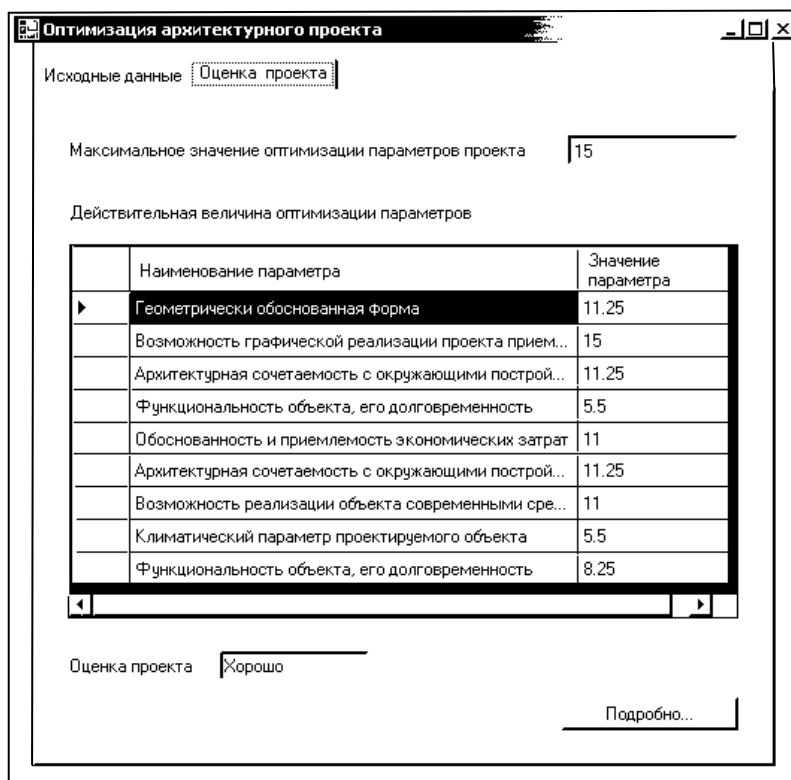 Оптимизация архитектурного проекта
Исходные данные Оценка проекта
Максимальное значение оптимизации параметров проекта 15
Действительная величина оптимизации параметров
Наименование параметра Значение параметра
Геометрически обоснованная форма 11.25
Возможность графической реализации проекта прием... 15
Архитектурная сочетаемость с окружающими построй... 11.25
Функциональность объекта, его долговременность 5.5
Обоснованность и приемлемость экономических затрат 11
Архитектурная сочетаемость с окружающими построй... 11.25
Возможность реализации объекта современными сре... 11
Климатический параметр проектируемого объекта 5.5
Функциональность объекта, его долговременность 8.25
Оценка проекта Хорошо
Подробно...